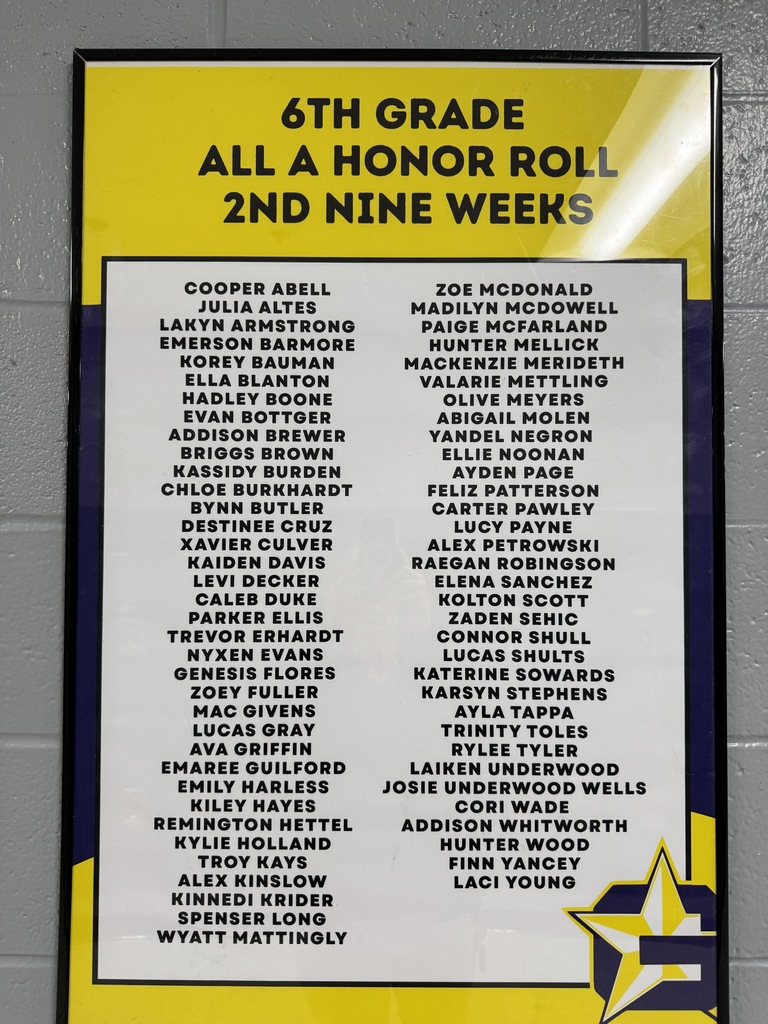 6TH GRADE
ALL A HONOR ROLL
2ND NINE WEEKS
COOPER ABELL
JULIA ALTES
LAKYN ARMSTRONG
EMERSON BARMORE
KOREY BAUMAN
ELLA BLANTON
HADLEY BOONE
EVAN BOTTGER
ADDISON BREWER
BRIGGS BROWN
KASSIDY BURDEN
CHLOE BURKHARDT
BYNN BUTLER
DESTINEE CRUZ
XAVIER CULVER
KAIDEN DAVIS
LEVI DECKER
CALEB DUKE
PARKER ELLIS
TREVOR ERHARDT
NYXEN EVANS
GENESIS FLORES
ZOEY FULLER
MAC GIVENS
LUCAS GRAY
AVA GRIFFIN
EMAREE GUILFORD
EMILY HARLESS
KILEY HAYES
REMINGTON HETTEL
KYLIE HOLLAND
TROY KAYS
ALEX KINSLOW
KINNEDI KRIDER
SPENSER LONG
WYATT MATTINGLY
ZOE MCDONALD
MADILYN MCDOWELL
PAIGE MCFARLAND
HUNTER MELLICK
MACKENZIE MERIDETH
VALARIE METTLING
OLIVE MEYERS
ABIGAIL MOLEN
YANDEL NEGRON
ELLIE NOONAN
AYDEN PAGE
FELIZ PATTERSON
CARTER PAWLEY
LUCY PAYNE
ALEX PETROWSKI
RAEGAN ROBINGSON
ELENA SANCHEZ
KOLTON SCOTT
ZADEN SEHIC
CONNOR SHULL
LUCAS SHULTS
KATERINE SOWARDS
KARSYN STEPHENS
AYLA TAPPA
TRINITY TOLES
RYLEE TYLER
LAIKEN UNDERWOOD
JOSIE UNDERWOOD WELLS
CORI WADE
ADDISON WHITWORTH
HUNTER WOOD
FINN YANCEY
LACI YOUNG
G